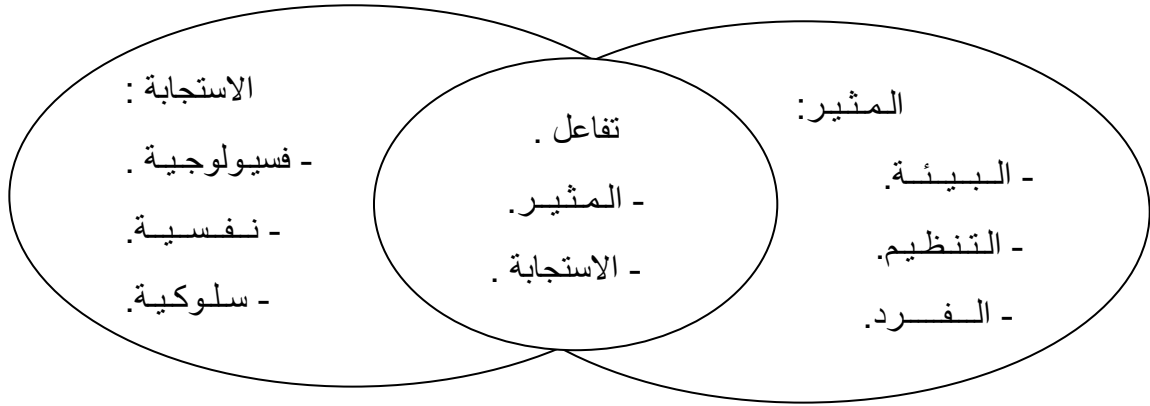 المثير:
- البيئة.
- التنظيم.
- الفرد.
تفاعل .
- المثير.
- الاستجابة .
الاستجابة :
- فسيولوجية .
- نفسية.
- سلوكية.